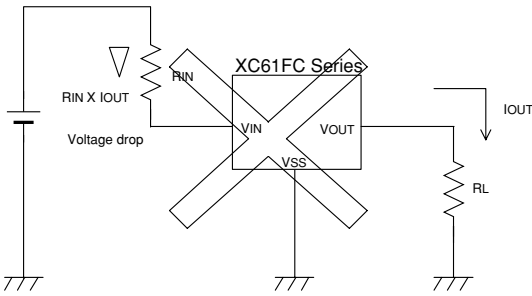 XC61FC Series
RIN
RIN X IOUT
Voltage drop
VIN
VOUT
IOUT
VSS
RL